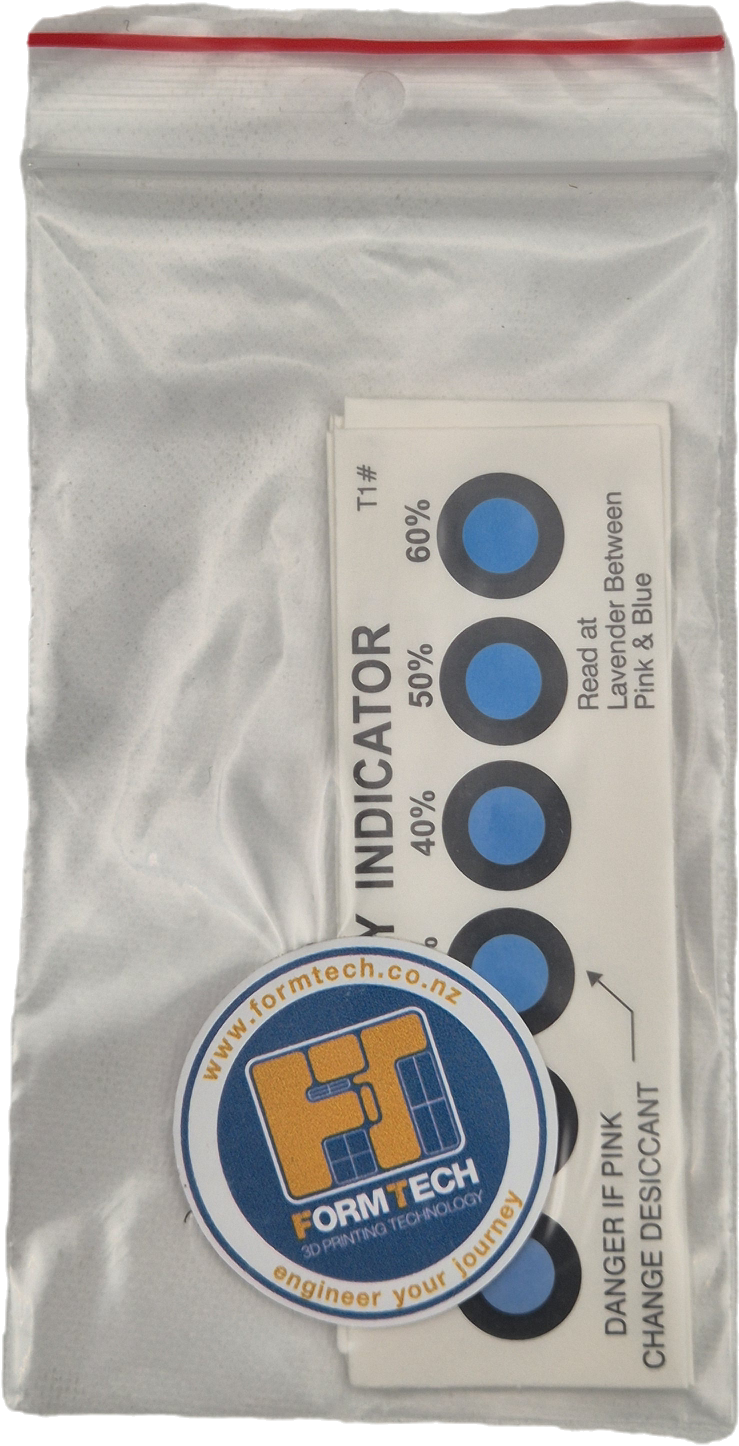 T1#
Y INDICATOR
%
40%
50%
60%
DANGER IF PINK
CHANGE DESICCANT
Read at
Lavender Between
Pink & Blue
www.formtech.co.nz
FT
FORMTECH
3D PRINTING TECHNOLOGY
engineer your journey